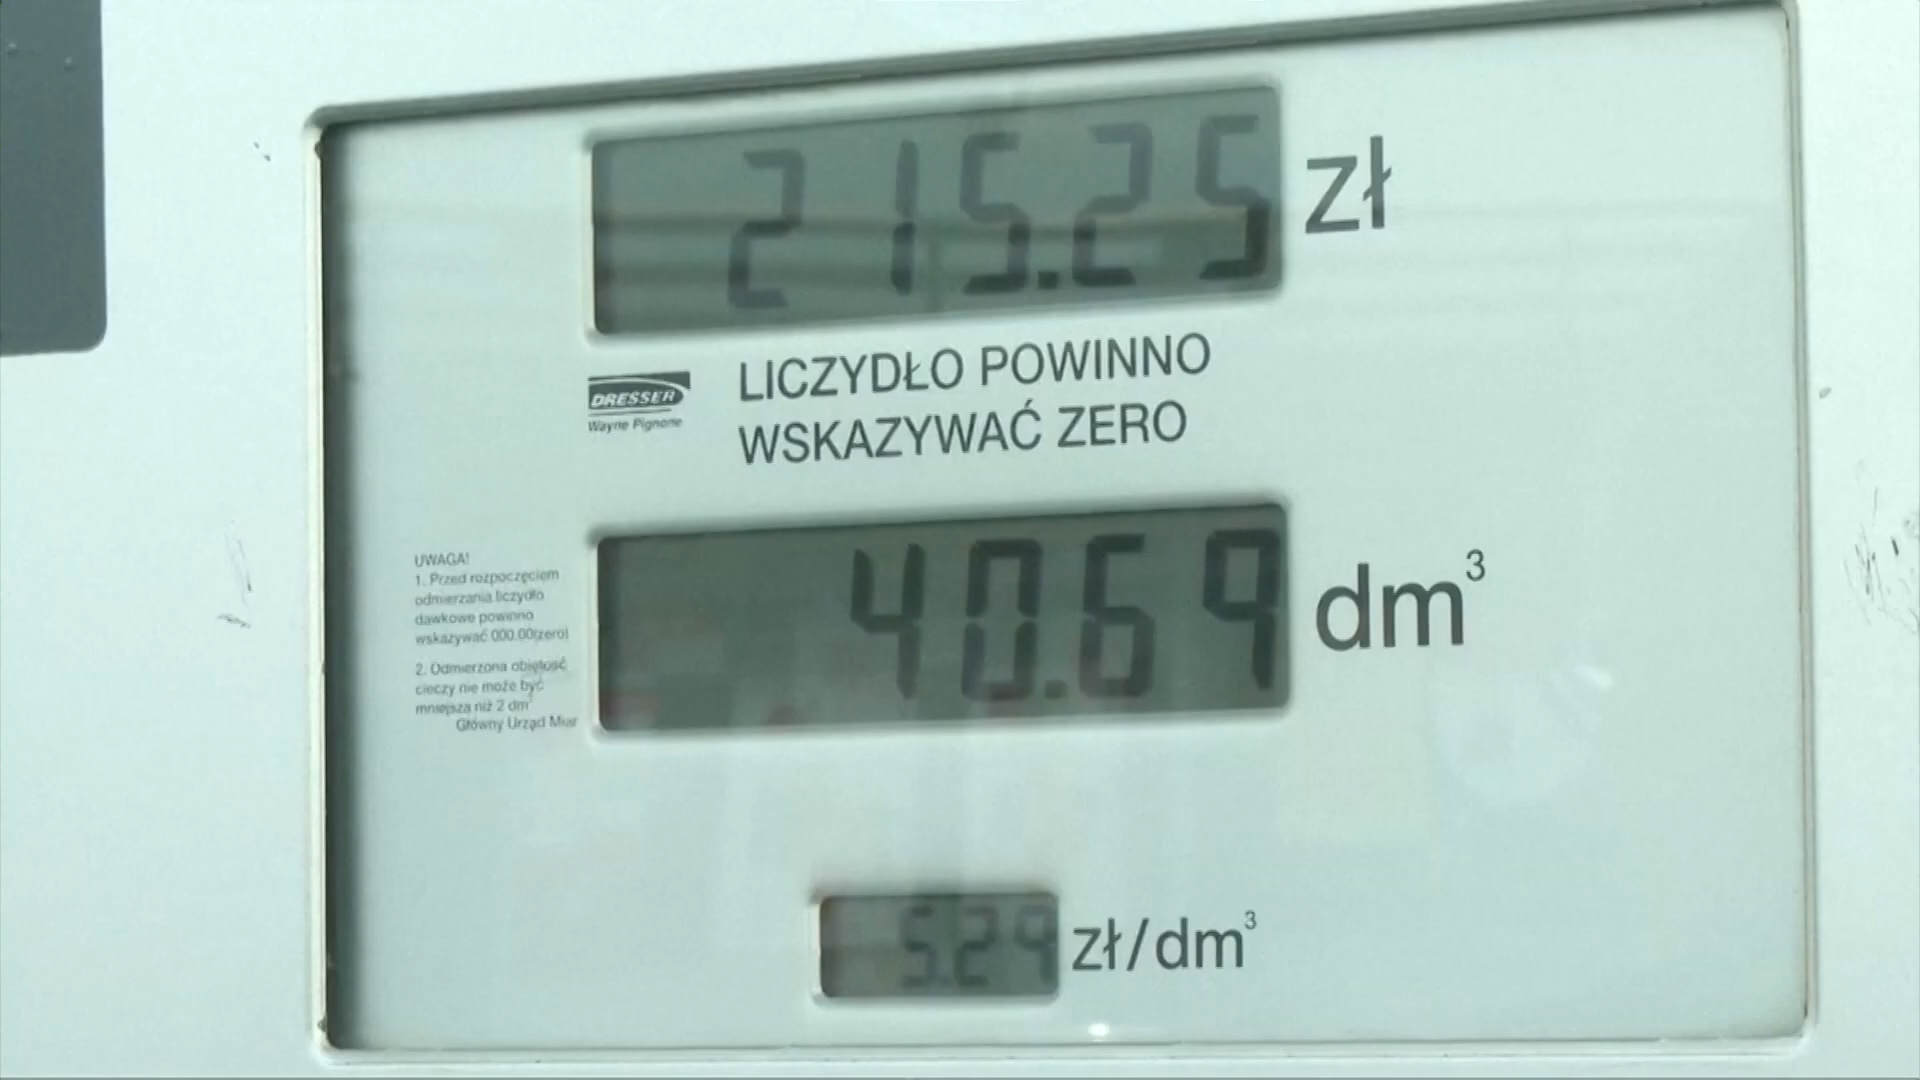 215.25 zł
DRESSER
Wayne Pignone
LICZYDŁO POWINNO
WSKAZYWAĆ ZERO
UWAGA!
1. Przed rozpoczęciem
odmierzania liczydło
dawkowe powinno
wskazywać 000.00(zero)
2. Odmierzona objętość
cieczy nie może być
mniejsza niż 2 dm³
Główny Urząd Miar
40.69 dm³
5.29 zł/dm³